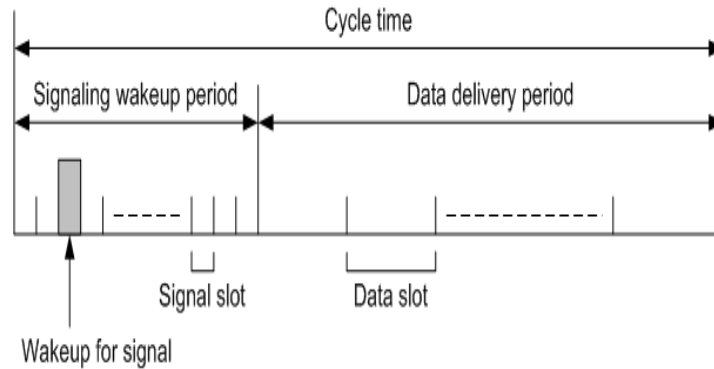 Cycle time
Signaling wakeup period
Data delivery period
Signal slot
Data slot
Wakeup for signal